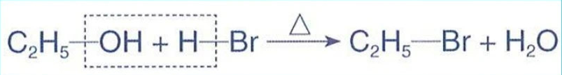 C₂H₅—OH + H—Br △→ C₂H₅—Br + H₂O